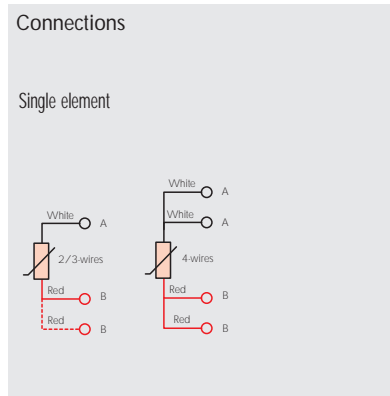 Connections
Single element
White A
2/3-wires
Red B
Red B
White A
White A
4-wires
Red B
Red B